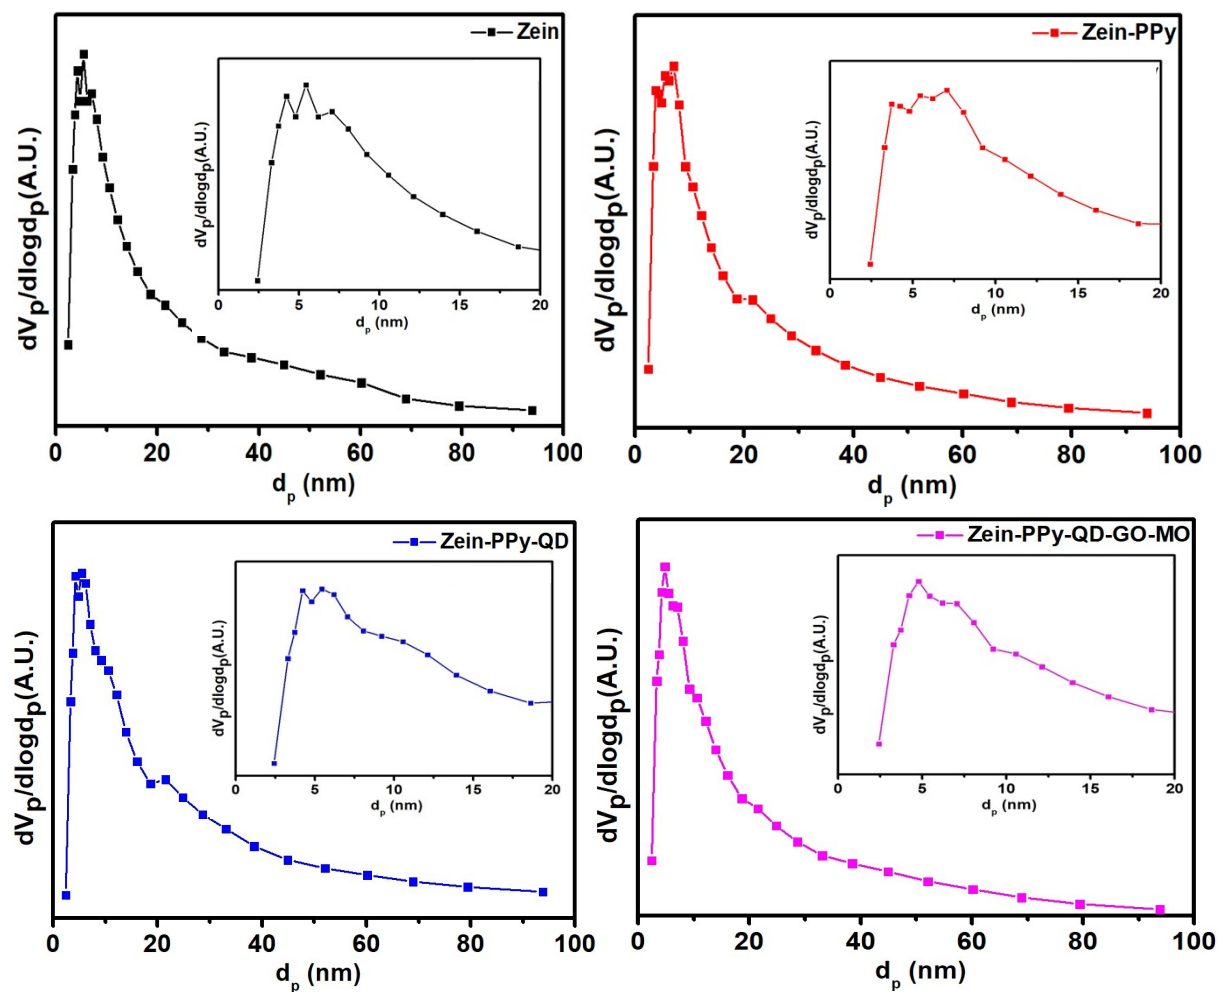 Zein
dVp/dlogdp(A.U.)
dVp/dlogdp(A.U.)
0 5 10 15 20
dp (nm)
0 20 40 60 80 100
dp (nm)
Zein-PPy
dVp/dlogdp(A.U.)
dVp/dlogdp(A.U.)
0 5 10 15 20
dp (nm)
0 20 40 60 80 100
dp (nm)
Zein-PPy-QD
dVp/dlogdp(A.U.)
dVp/dlogdp(A.U.)
0 5 10 15 20
dp (nm)
0 20 40 60 80 100
dp (nm)
Zein-PPy-QD-GO-MO
dVp/dlogdp(A.U.)
dVp/dlogdp(A.U.)
0 5 10 15 20
dp (nm)
0 20 40 60 80 100
dp (nm)